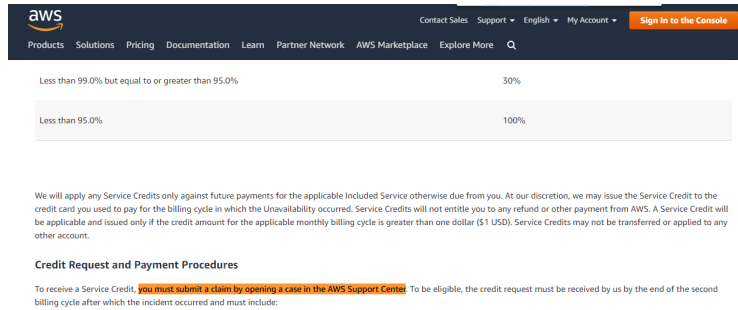 aws
Contact Sales Support English My Account Sign In to the Console
Products Solutions Pricing Documentation Learn Partner Network AWS Marketplace Explore More
Less than 99.0% but equal to or greater than 95.0% 30%
Less than 95.0% 100%
We will apply any Service Credits only against future payments for the applicable Included Service otherwise due from you. At our discretion, we may issue the Service Credit to the
credit card you used to pay for the billing cycle in which the Unavailability occurred. Service Credits will not entitle you to any refund or other payment from AWS. A Service Credit will
be applicable and issued only if the credit amount for the applicable monthly billing cycle is greater than one dollar ($1 USD). Service Credits may not be transferred or applied to any
other account.
Credit Request and Payment Procedures
To receive a Service Credit, you must submit a claim by opening a case in the AWS Support Center. To be eligible, the credit request must be received by us by the end of the second
billing cycle after which the incident occurred and must include: